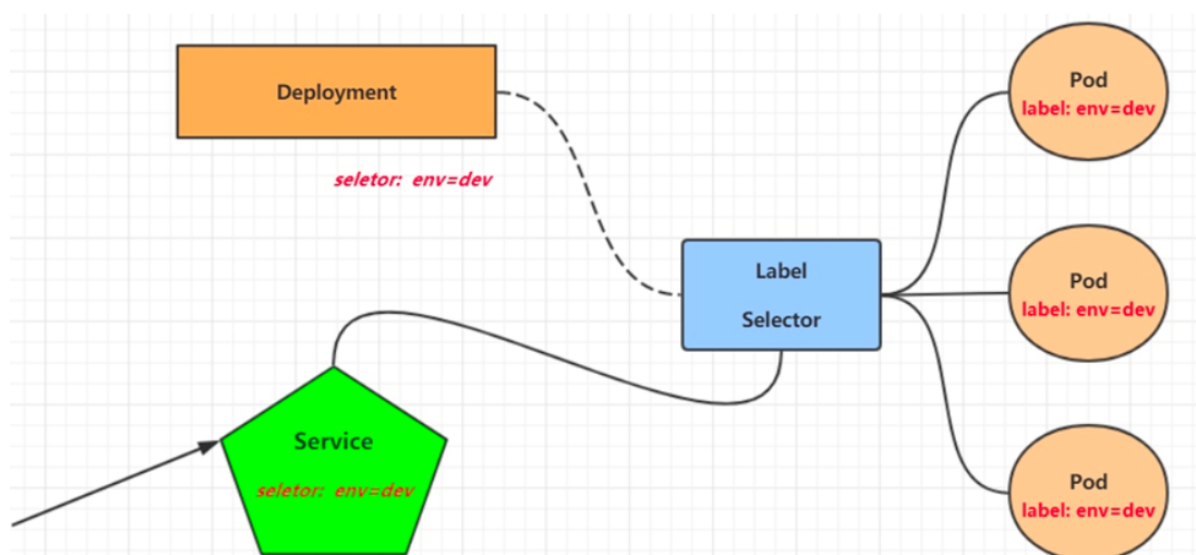 Deployment
seletor: env=dev
Label
Selector
Service
seletor: env=dev
Pod
label: env=dev
Pod
label: env=dev
Pod
label: env=dev